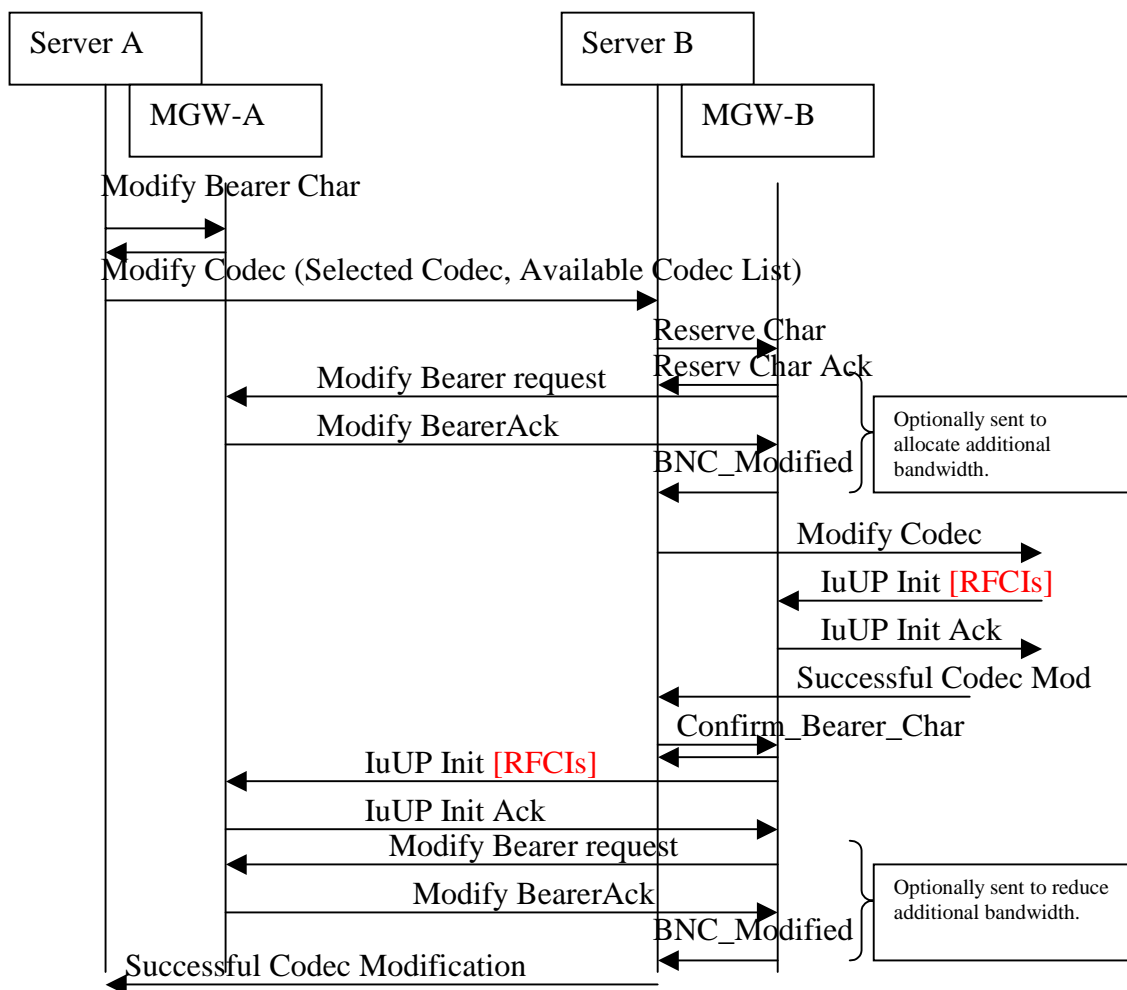 Server A
Server B
MGW-A
MGW-B
Modify Bearer Char
Modify Codec (Selected Codec, Available Codec List)
Reserve Char
Reserv Char Ack
Modify Bearer request
Optionally sent to
allocate additional
bandwidth.
Modify BearerAck
BNC_Modified
Modify Codec
IuUP Init [RFCIs]
IuUP Init Ack
Successful Codec Mod
Confirm_Bearer_Char
IuUP Init [RFCIs]
IuUP Init Ack
Modify Bearer request
Optionally sent to reduce
additional bandwidth.
Modify BearerAck
BNC_Modified
Successful Codec Modification